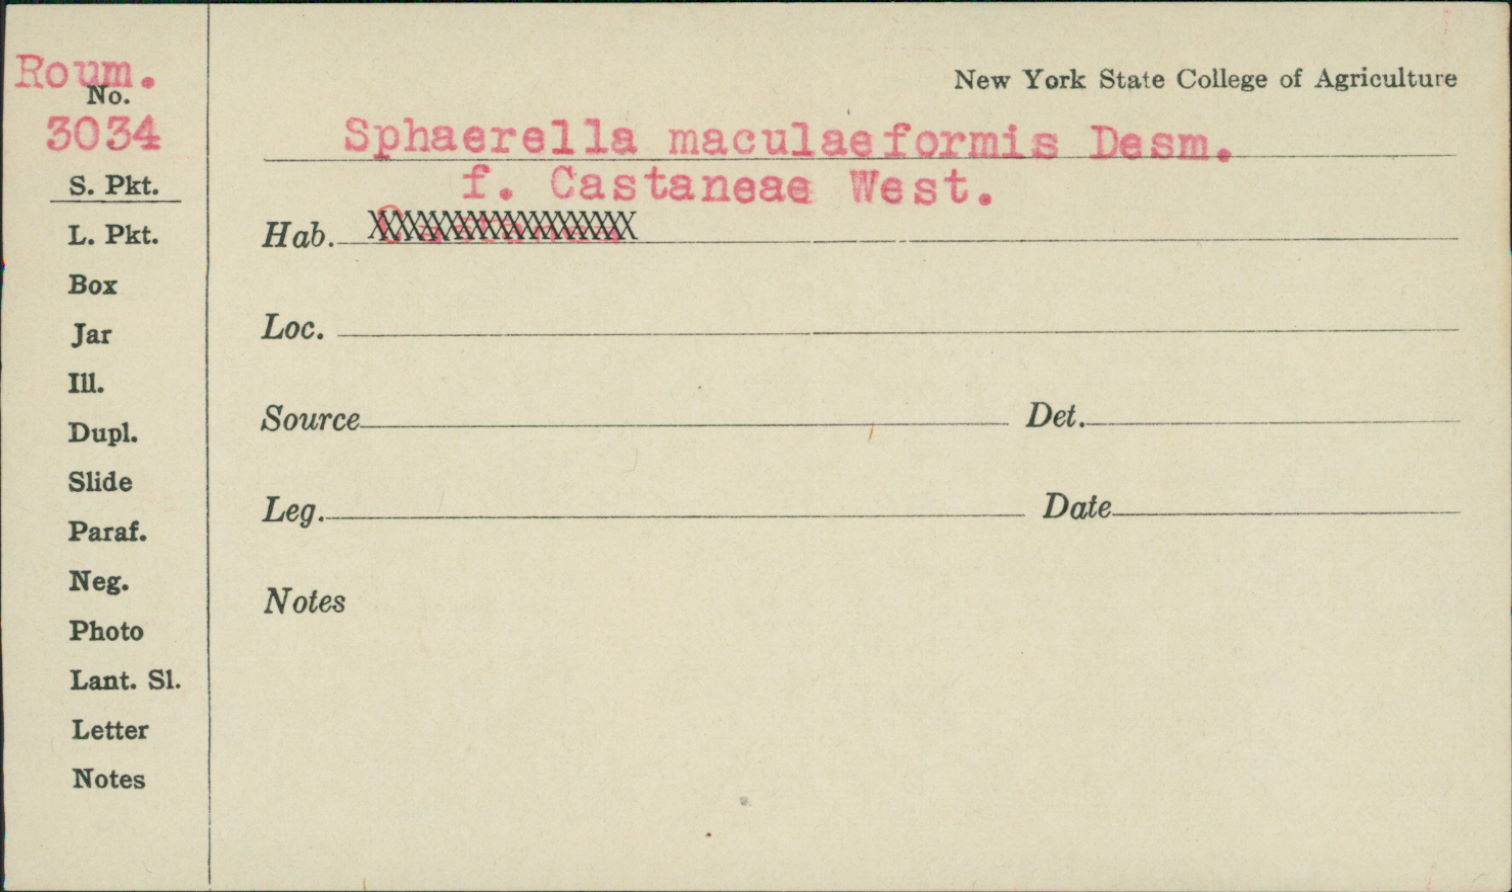 Roum.
No.
3034
S. Pkt.
L. Pkt.
Box
Jar
Ill.
Dupl.
Slide
Paraf.
Neg.
Photo
Lant. Sl.
Letter
Notes
New York State College of Agriculture
Sphaerella maculaeformis Desm.
f. Castaneae West.
Hab. XXXXXXXXXXXXXXXXX
Loc.
Source Det.
Leg. Date
Notes